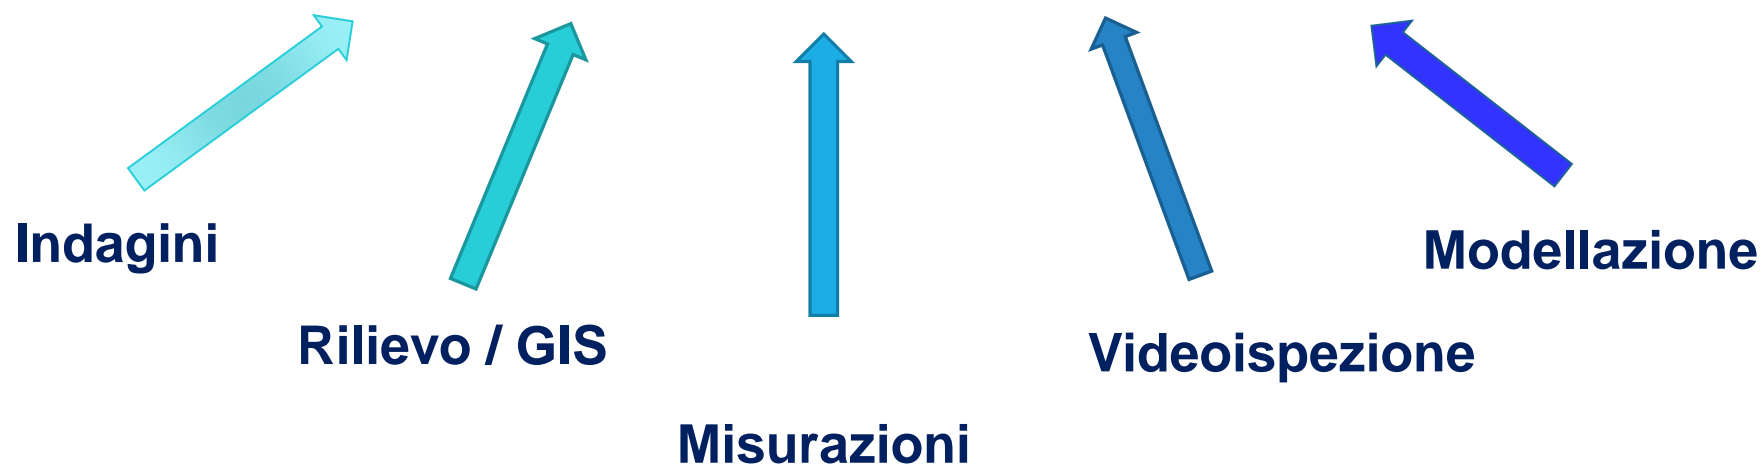 Indagini
Rilievo / GIS
Misurazioni
Videoispezione
Modellazione